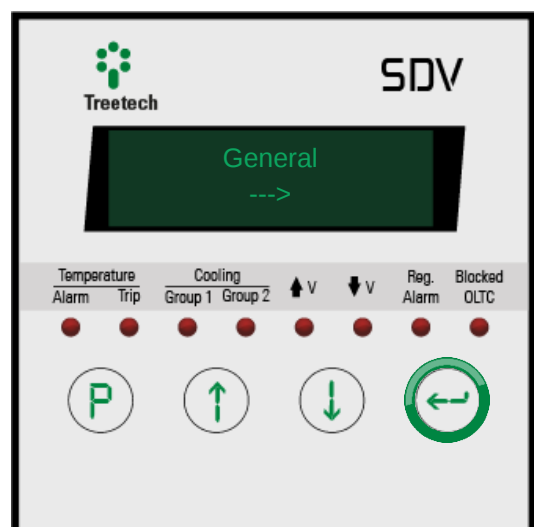 Treetech
SDV
General
--->
Temperature
Alarm Trip
Cooling
Group 1 Group 2
V
V
Reg.
Alarm
Blocked
OLTC
P